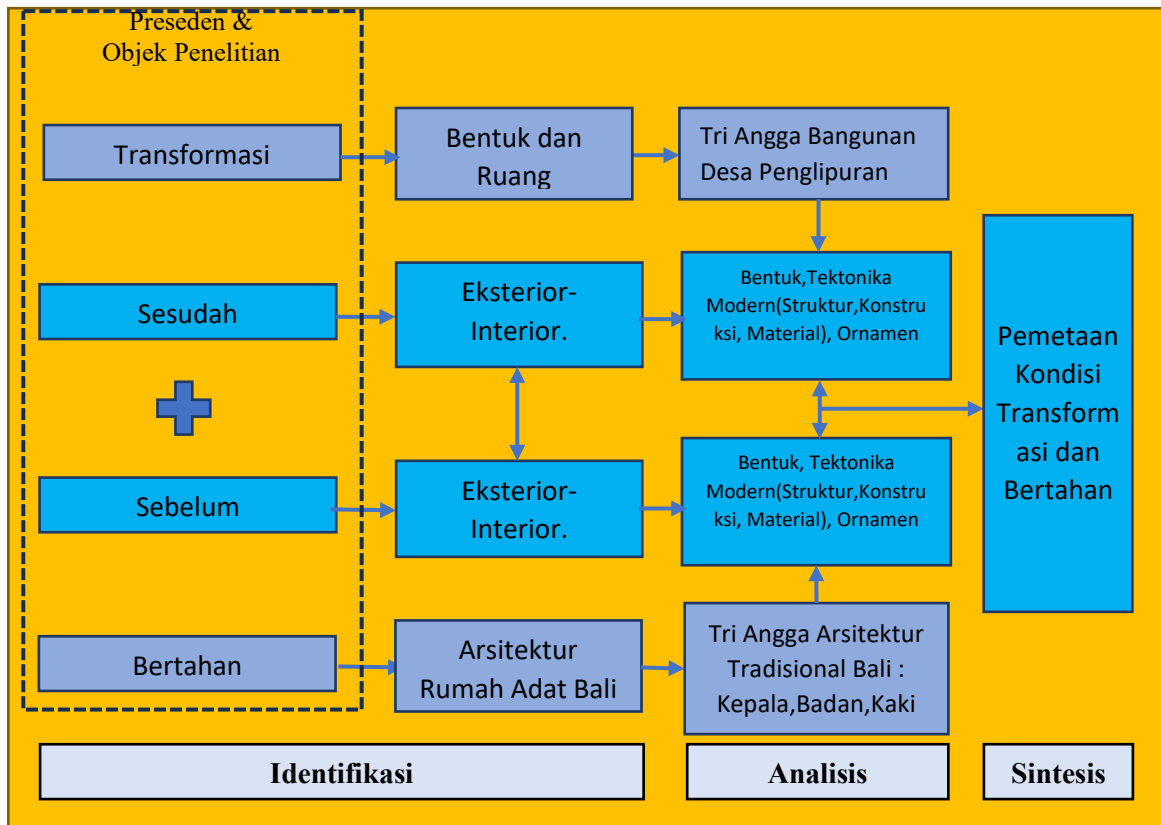 Preseden &
Objek Penelitian
Transformasi
Bentuk dan
Ruang
Tri Angga Bangunan
Desa Penglipuran
Sesudah
Eksterior-
Interior.
Bentuk,Tektonika
Modern(Struktur,Konstru
ksi, Material), Ornamen
Sebelum
Eksterior-
Interior.
Bentuk, Tektonika
Modern(Struktur,Konstru
ksi, Material), Ornamen
Pemetaan
Kondisi
Transform
asi dan
Bertahan
Bertahan
Arsitektur
Rumah Adat Bali
Tri Angga Arsitektur
Tradisional Bali :
Kepala,Badan,Kaki
Identifikasi
Analisis
Sintesis